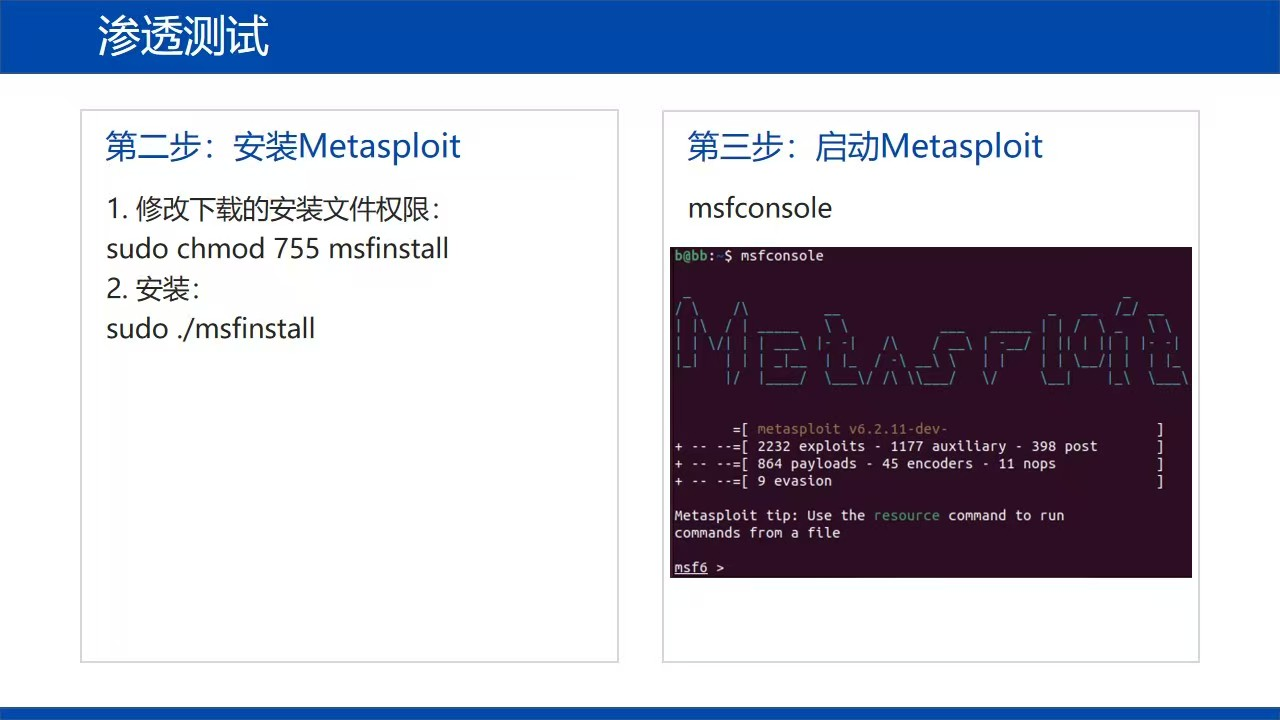 渗透测试
第二步：安装Metasploit
1. 修改下载的安装文件权限：
sudo chmod 755 msfinstall
2. 安装：
sudo ./msfinstall
第三步：启动Metasploit
msfconsole
b@bb:~$ msfconsole
=[ metasploit v6.2.11-dev- ]
+ -- --=[ 2232 exploits - 1177 auxiliary - 398 post ]
+ -- --=[ 864 payloads - 45 encoders - 11 nops ]
+ -- --=[ 9 evasion ]
Metasploit tip: Use the resource command to run
commands from a file
msf6 >